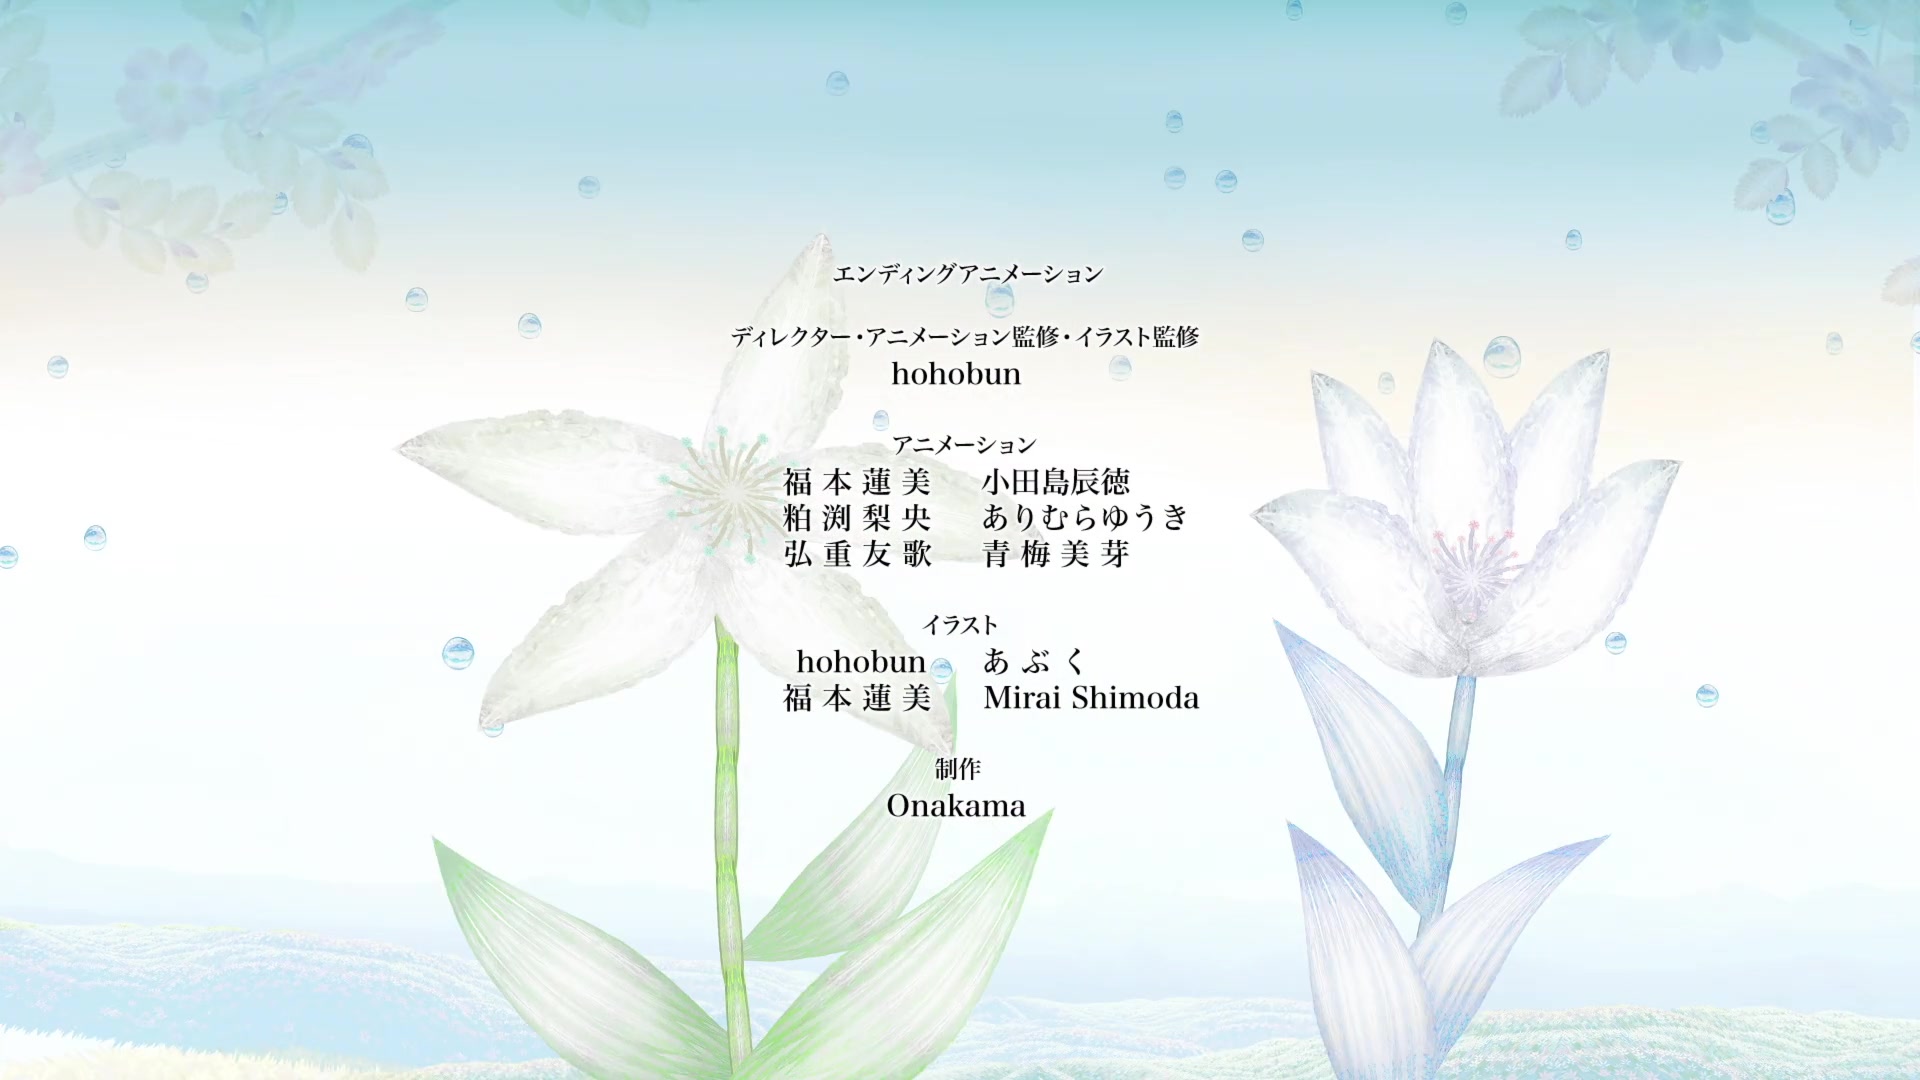 エンディングアニメーション
ディレクター・アニメーション監修・イラスト監修
hohobun
アニメーション
福本蓮美　小田島辰徳
粕渕梨央　ありむらゆうき
弘重友歌　青梅美芽
イラスト
hohobun　あぶく
福本蓮美　Mirai Shimoda
制作
Onakama